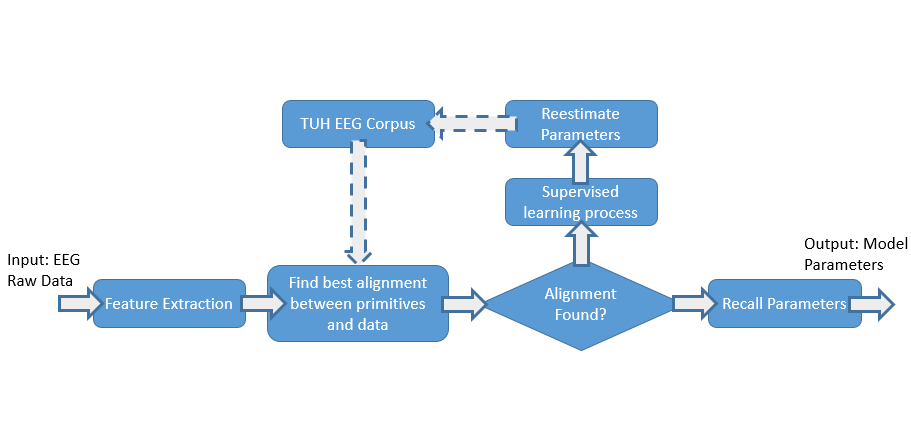 TUH EEG Corpus
Reestimate
Parameters
Supervised
learning process
Input: EEG
Raw Data
Feature Extraction
Find best alignment
between primitives
and data
Alignment
Found?
Recall Parameters
Output: Model
Parameters